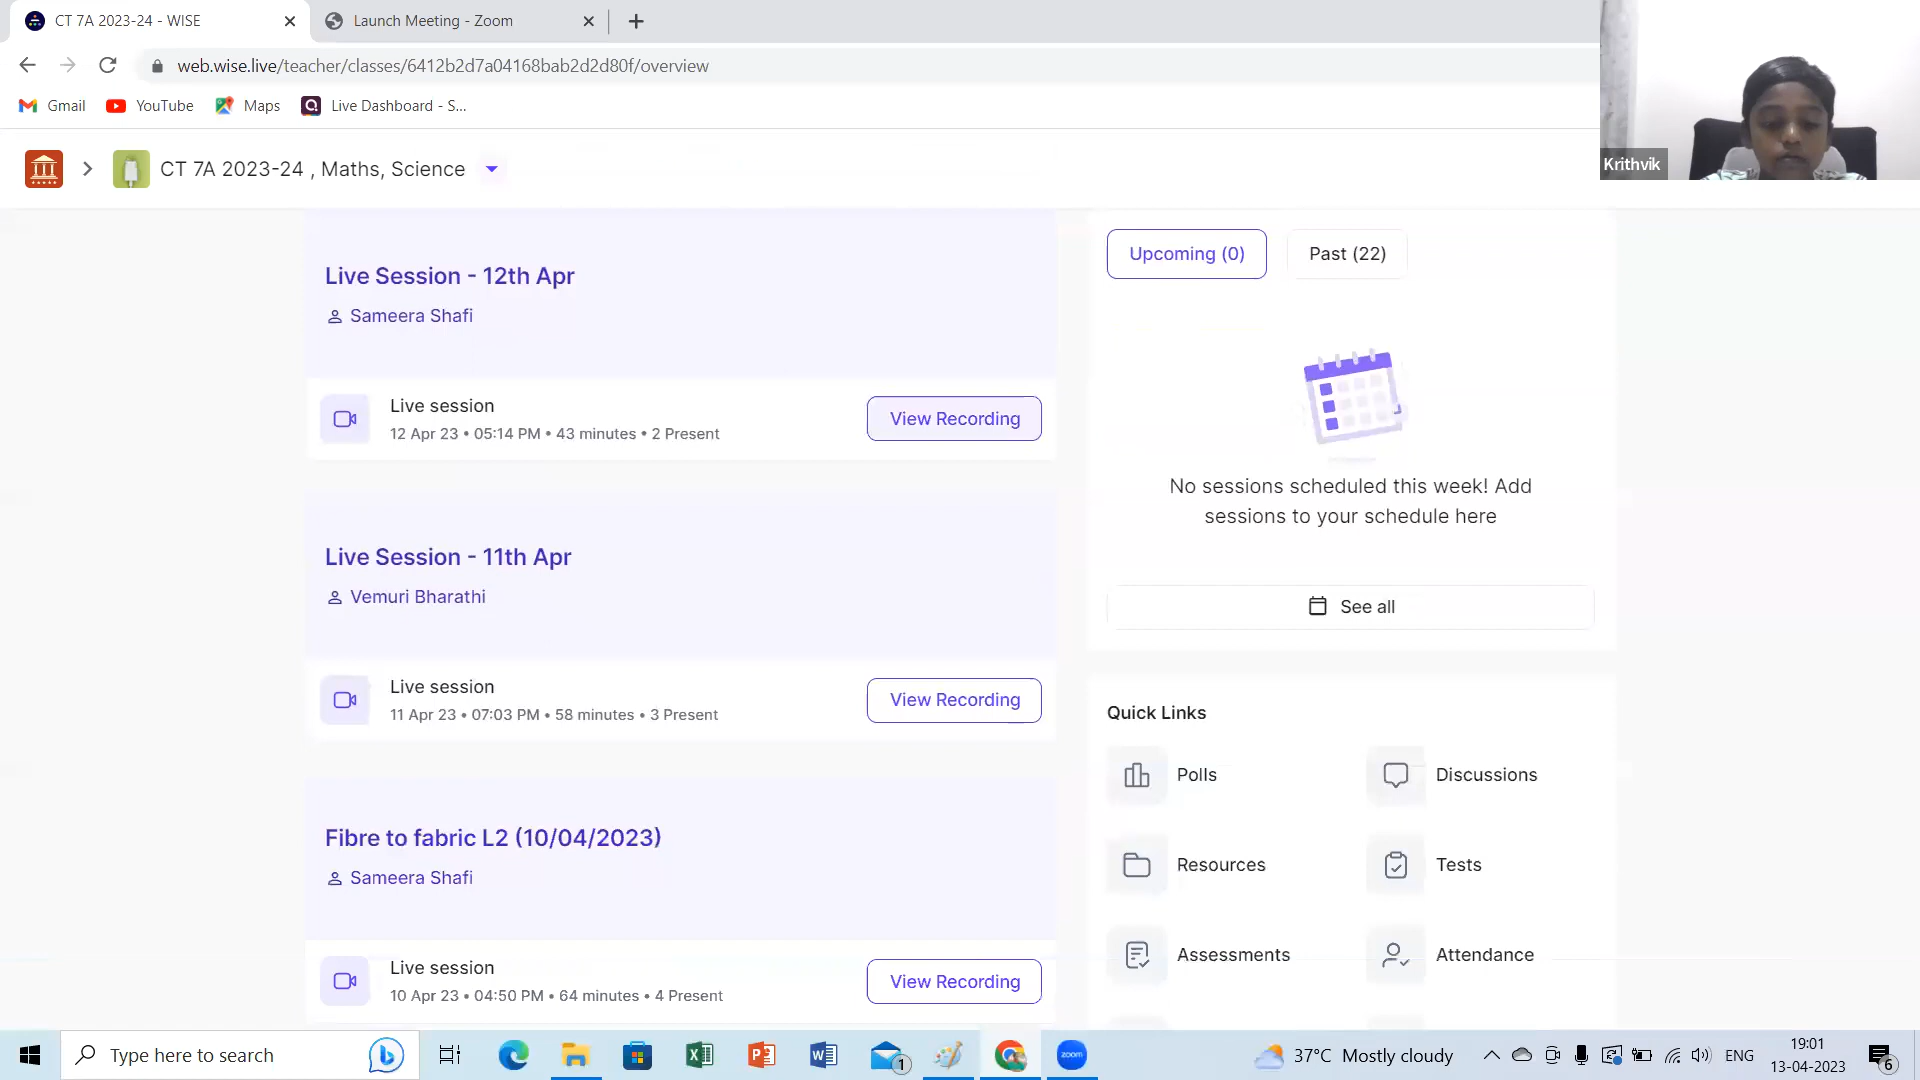 CT 7A 2023-24 - WISE
Launch Meeting - Zoom
web.wise.live/teacher/classes/6412b2d7a04168bab2d2d80f/overview
Gmail
YouTube
Maps
Live Dashboard - S...
Krithvik
CT 7A 2023-24 , Maths, Science
Live Session - 12th Apr
Sameera Shafi
Live session
12 Apr 23 • 05:14 PM • 43 minutes • 2 Present
View Recording
Live Session - 11th Apr
Vemuri Bharathi
Live session
11 Apr 23 • 07:03 PM • 58 minutes • 3 Present
View Recording
Fibre to fabric L2 (10/04/2023)
Sameera Shafi
Live session
10 Apr 23 • 04:50 PM • 64 minutes • 4 Present
View Recording
Upcoming (0)
Past (22)
No sessions scheduled this week! Add
sessions to your schedule here
See all
Quick Links
Polls
Discussions
Resources
Tests
Assessments
Attendance
Type here to search
1
zoom
37°C Mostly cloudy
ENG
19:01
13-04-2023
6